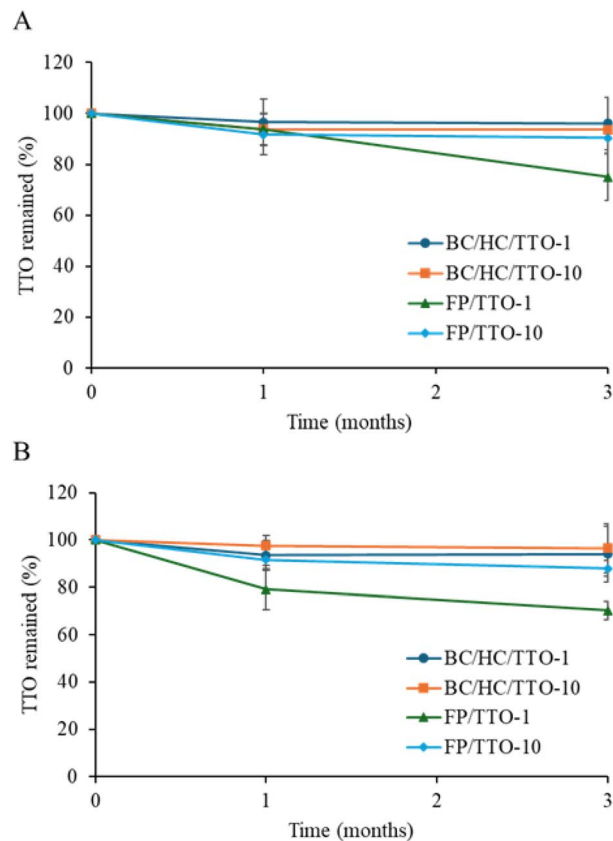 A
120
100
80
60
40
20
0
TTO remained (%)
BC/HC/TTO-1
BC/HC/TTO-10
FP/TTO-1
FP/TTO-10
0 1 2 3
Time (months)
B
120
100
80
60
40
20
0
TTO remained (%)
BC/HC/TTO-1
BC/HC/TTO-10
FP/TTO-1
FP/TTO-10
0 1 2 3
Time (months)